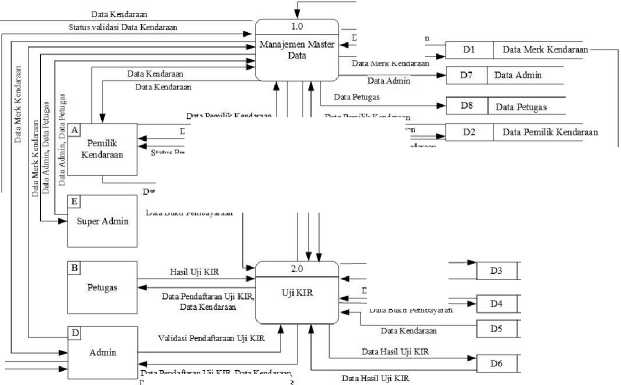 Data Kendaraan
Status validasi Data Kendaraan
1.0
Manajemen Master
Data
Data Merk Kendaraan
Data Admin
Data Petugas
D1 Data Merk Kendaraan
D7 Data Admin
D8 Data Petugas
D2 Data Pemilik Kendaraan
Data Kendaraan
Data Kendaraan
Data Merk Kendaraan
Data Merk Kendaraan
Data Admin, Data Petugas
Data Admin, Data Petugas
Data Pemilik Kendaraan
Data Pemilik Kendaraan
A
Pemilik
Kendaraan
Status
E
Super Admin
Data Bukti Pembayaran
B
Petugas
Hasil Uji KIR
Data Pendaftaran Uji KIR,
Data Kendaraan
2.0
Uji KIR
D3
D4
D5
D6
Data Bukti Pembayaran
Data Kendaraan
Data Hasil Uji KIR
Data Hasil Uji KIR
D
Admin
Validasi Pendaftaraan Uji KIR
Data Pendaftaran Uji KIR, Data Kendaraan,